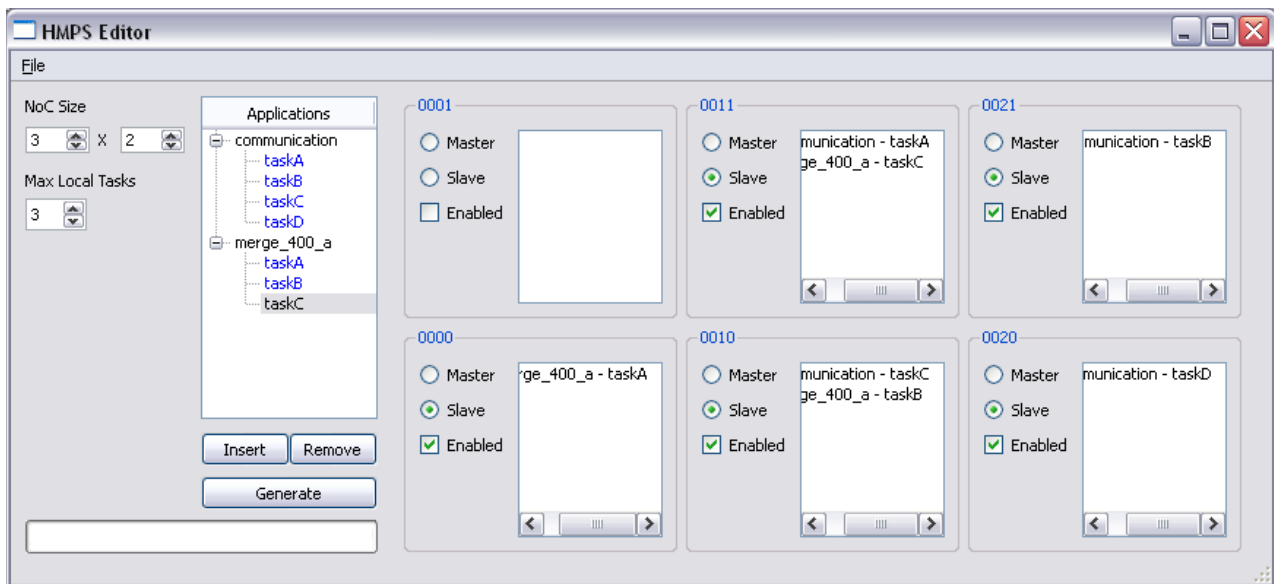 HMPS Editor
File
NoC Size
3 X 2
Max Local Tasks
3
Applications
communication
taskA
taskB
taskC
taskD
merge_400_a
taskA
taskB
taskC
Insert Remove
Generate
0001
Master
Slave
Enabled
0011
Master
Slave
Enabled
munication - taskA
ge_400_a - taskC
0021
Master
Slave
Enabled
munication - taskB
0000
Master
Slave
Enabled
rge_400_a - taskA
0010
Master
Slave
Enabled
munication - taskC
ge_400_a - taskB
0020
Master
Slave
Enabled
munication - taskD